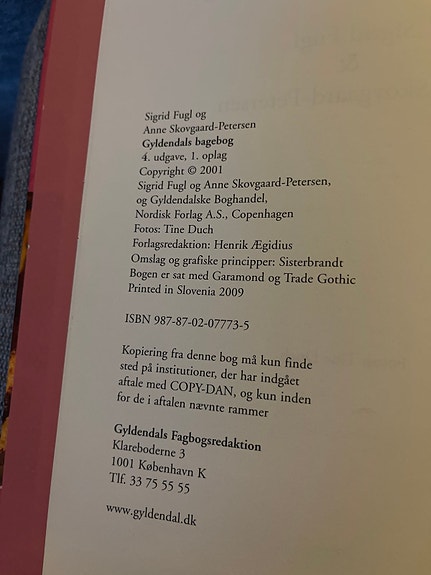 Sigrid Fugl og
Anne Skovgaard-Petersen
Gyldendals bagebog
4. udgave, 1. oplag
Copyright © 2001
Sigrid Fugl og Anne Skovgaard-Petersen,
og Gyldendalske Boghandel,
Nordisk Forlag A.S., Copenhagen
Fotos: Tine Duch
Forlagsredaktion: Henrik Ægidius
Omslag og grafiske principper: Sisterbrandt
Bogen er sat med Garamond og Trade Gothic
Printed in Slovenia 2009
ISBN 987-87-02-07773-5
Kopiering fra denne bog må kun finde
sted på institutioner, der har indgået
aftale med COPY-DAN, og kun inden
for de i aftalen nævnte rammer
Gyldendals Fagbogsredaktion
Klareboderne 3
1001 København K
Tlf. 33 75 55 55
www.gyldendal.dk